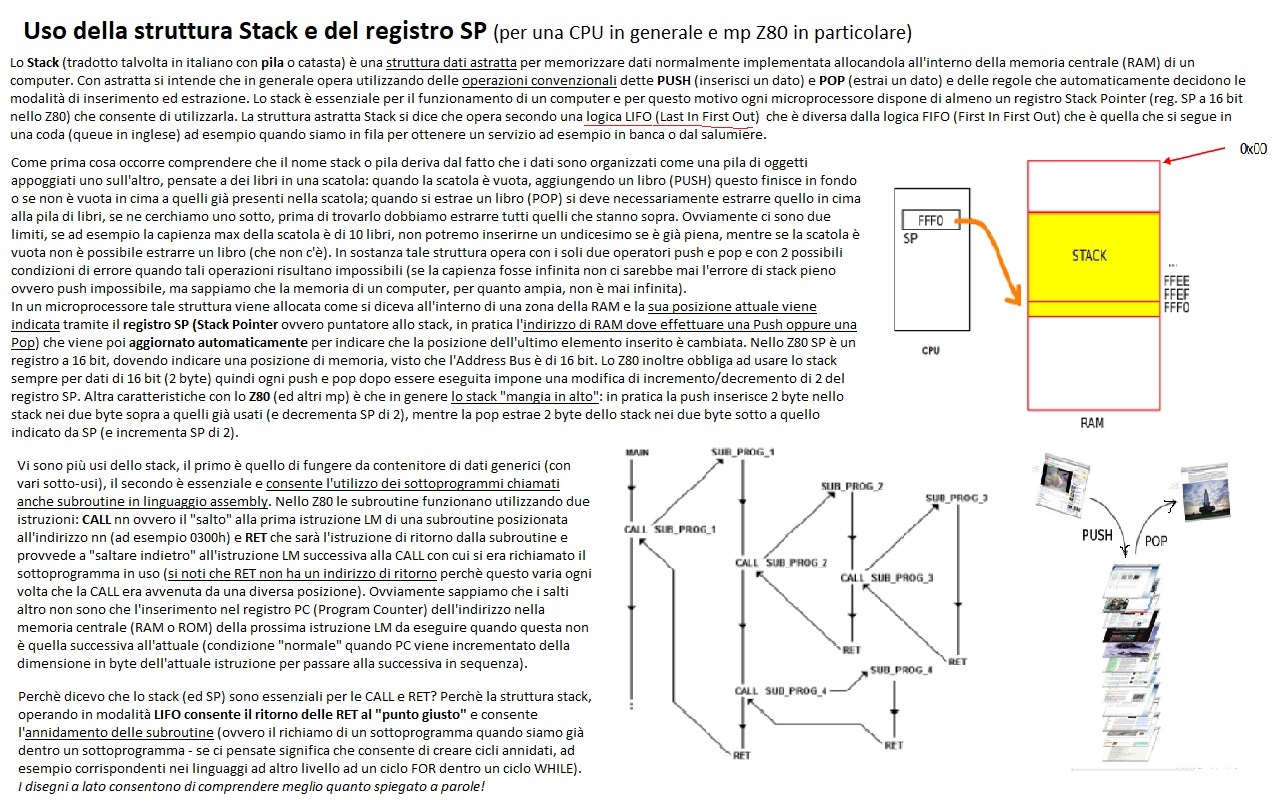 Uso della struttura Stack e del registro SP (per una CPU in generale e mp Z80 in particolare)
Lo Stack (tradotto talvolta in italiano con pila o catasta) è una struttura dati astratta per memorizzare dati normalmente implementata allocandola all'interno della memoria centrale (RAM) di un
computer. Con astratta si intende che in generale opera utilizzando delle operazioni convenzionali dette PUSH (inserisci un dato) e POP (estrai un dato) e delle regole che automaticamente decidono le
modalità di inserimento ed estrazione. Lo stack è essenziale per il funzionamento di un computer e per questo motivo ogni microprocessore dispone di almeno un registro Stack Pointer (reg. SP a 16 bit
nello Z80) che consente di utilizzarla. La struttura astratta Stack si dice che opera secondo una logica LIFO (Last In First Out) che è diversa dalla logica FIFO (First In First Out) che è quella che si segue in
una coda (queue in inglese) ad esempio quando siamo in fila per ottenere un servizio ad esempio in banca o dal salumiere.
Come prima cosa occorre comprendere che il nome stack o pila deriva dal fatto che i dati sono organizzati come una pila di oggetti
appoggiati uno sull'altro, pensate a dei libri in una scatola: quando la scatola è vuota, aggiungendo un libro (PUSH) questo finisce in fondo
o se non è vuota in cima a quelli già presenti nella scatola; quando si estrae un libro (POP) si deve necessariamente estrarre quello in cima
alla pila di libri, se ne cerchiamo uno sotto, prima di trovarlo dobbiamo estrarre tutti quelli che stanno sopra. Ovviamente ci sono due
limiti, se ad esempio la capienza max della scatola è di 10 libri, non potremo inserirne un undicesimo se è già piena, mentre se la scatola è
vuota non è possibile estrarre un libro (che non c'è). In sostanza tale struttura opera con i soli due operatori push e pop e con 2 possibili
condizioni di errore quando tali operazioni risultano impossibili (se la capienza fosse infinita non ci sarebbe mai l'errore di stack pieno
ovvero push impossibile, ma sappiamo che la memoria di un computer, per quanto ampia, non è mai infinita).
In un microprocessore tale struttura viene allocata come si diceva all'interno di una zona della RAM e la sua posizione attuale viene
indicata tramite il registro SP (Stack Pointer ovvero puntatore allo stack, in pratica l'indirizzo di RAM dove effettuare una Push oppure una
Pop) che viene poi aggiornato automaticamente per indicare che la posizione dell'ultimo elemento inserito è cambiata. Nello Z80 SP è un
registro a 16 bit, dovendo indicare una posizione di memoria, visto che l'Address Bus è di 16 bit. Lo Z80 inoltre obbliga ad usare lo stack
sempre per dati di 16 bit (2 byte) quindi ogni push e pop dopo essere eseguita impone una modifica di incremento/decremento di 2 del
registro SP. Altra caratteristiche con lo Z80 (ed altri mp) è che in genere lo stack "mangia in alto": in pratica la push inserisce 2 byte nello
stack nei due byte sopra a quelli già usati (e decrementa SP di 2), mentre la pop estrae 2 byte dello stack nei due byte sotto a quello
indicato da SP (e incrementa SP di 2).
0x00
FFF0
SP
STACK
...
FFEE
FFEF
FFF0
CPU
RAM
Vi sono più usi dello stack, il primo è quello di fungere da contenitore di dati generici (con
vari sotto-usi), il secondo è essenziale e consente l'utilizzo dei sottoprogrammi chiamati
anche subroutine in linguaggio assembly. Nello Z80 le subroutine funzionano utilizzando due
istruzioni: CALL nn ovvero il "salto" alla prima istruzione LM di una subroutine posizionata
all'indirizzo nn (ad esempio 0300h) e RET che sarà l'istruzione di ritorno dalla subroutine e
provvede a "saltare indietro" all'istruzione LM successiva alla CALL con cui si era richiamato il
sottoprogramma in uso (si noti che RET non ha un indirizzo di ritorno perchè questo varia ogni
volta che la CALL era avvenuta da una diversa posizione). Ovviamente sappiamo che i salti
altro non sono che l'inserimento nel registro PC (Program Counter) dell'indirizzo nella
memoria centrale (RAM o ROM) della prossima istruzione LM da eseguire quando questa non
è quella successiva all'attuale (condizione "normale" quando PC viene incrementato della
dimensione in byte dell'attuale istruzione per passare alla successiva in sequenza).
Perchè dicevo che lo stack (ed SP) sono essenziali per le CALL e RET? Perchè la struttura stack,
operando in modalità LIFO consente il ritorno delle RET al "punto giusto" e consente
l'annidamento delle subroutine (ovvero il richiamo di un sottoprogramma quando siamo già
dentro un sottoprogramma - se ci pensate significa che consente di creare cicli annidati, ad
esempio corrispondenti nei linguaggi ad altro livello ad un ciclo FOR dentro un ciclo WHILE).
I disegni a lato consentono di comprendere meglio quanto spiegato a parole!
MAIN
SUB_PROG_1
SUB_PROG_2
SUB_PROG_3
CALL SUB_PROG_1
CALL SUB_PROG_2
CALL SUB_PROG_3
RET
RET
SUB_PROG_4
CALL SUB_PROG_4
RET
RET
PUSH
POP